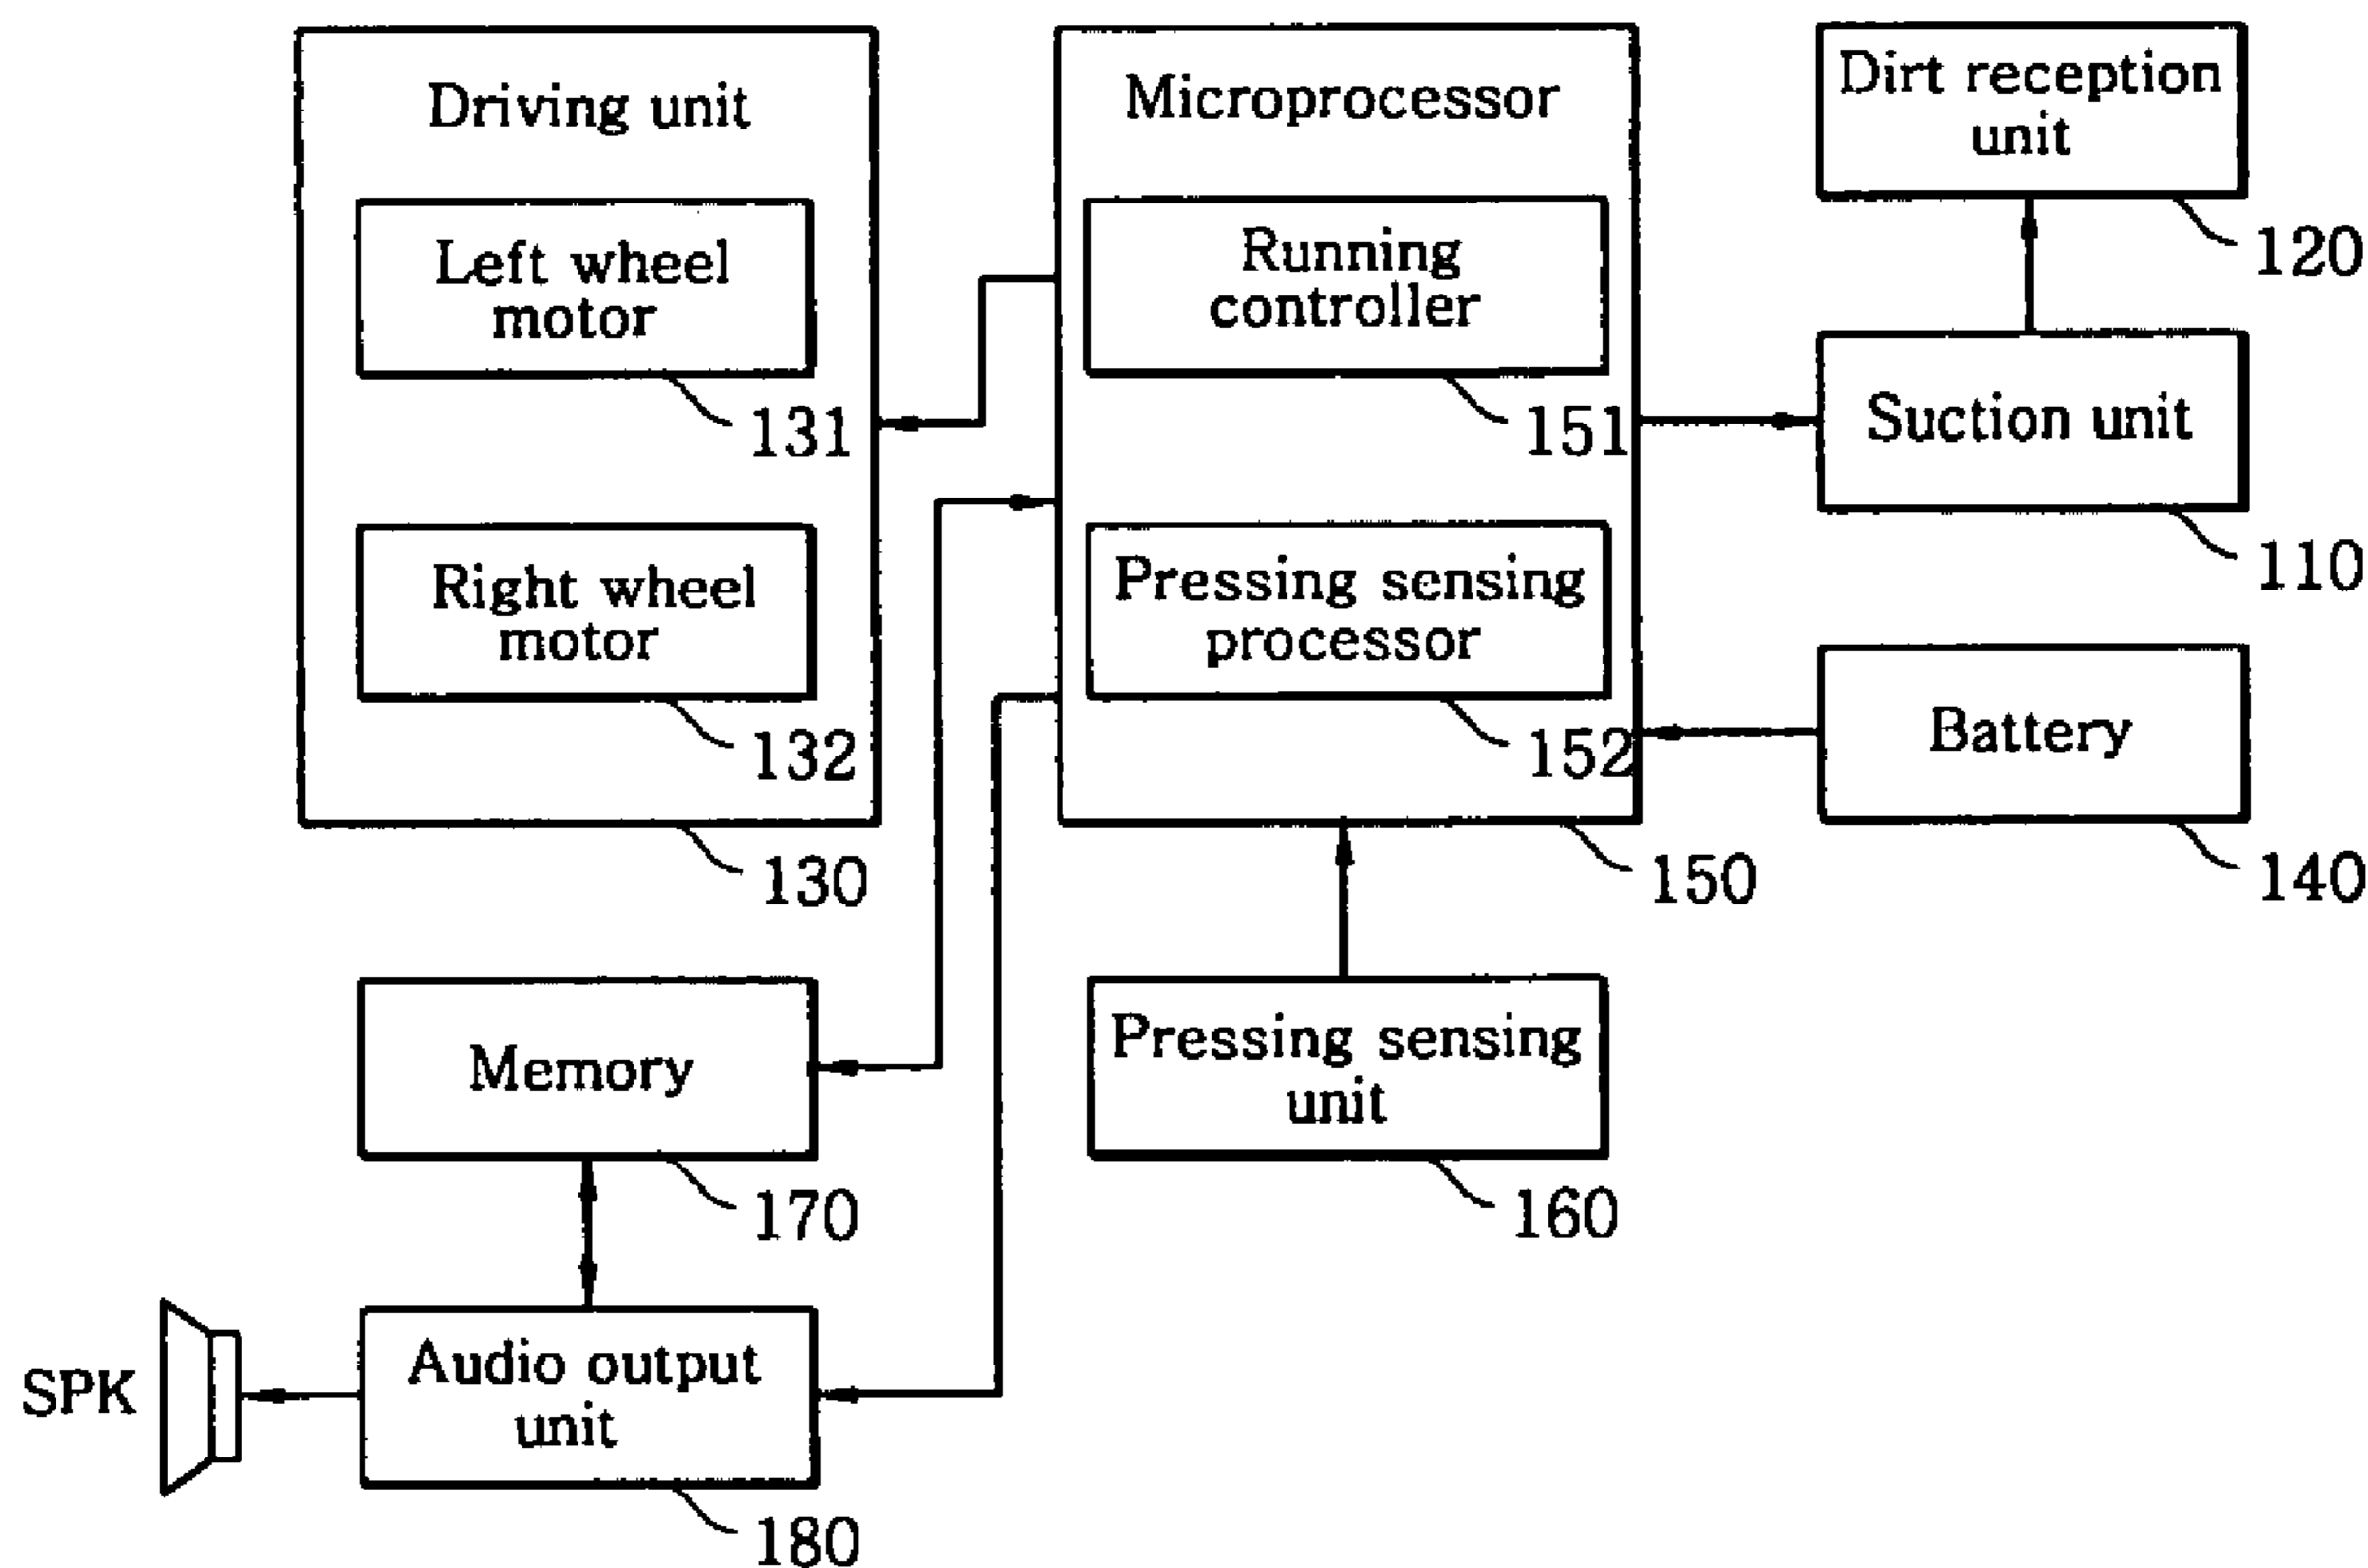 Driving unit
Left wheel
motor
131
Right wheel
motor
132
130
Microprocessor
Running
controller
151
Pressing sensing
processor
152
150
Dirt reception
unit
120
Suction unit
110
Battery
140
Memory
170
Pressing sensing
unit
160
SPK
Audio output
unit
180